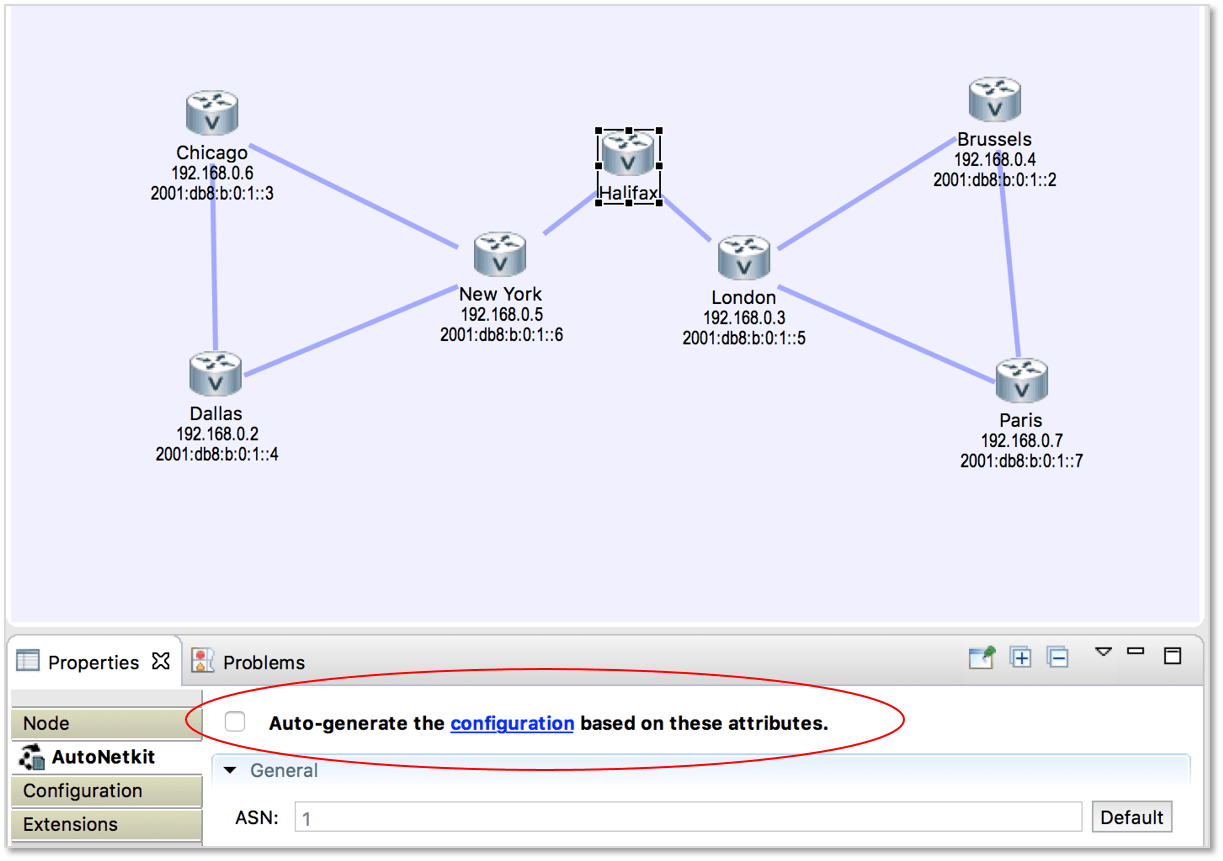 Chicago
192.168.0.6
2001:db8:b:0:1::3
Halifax
Brussels
192.168.0.4
2001:db8:b:0:1::2
New York
192.168.0.5
2001:db8:b:0:1::6
London
192.168.0.3
2001:db8:b:0:1::5
Dallas
192.168.0.2
2001:db8:b:0:1::4
Paris
192.168.0.7
2001:db8:b:0:1::7
Properties
Problems
Node
AutoNetkit
Configuration
Extensions
Auto-generate the configuration based on these attributes.
General
ASN: 1 Default